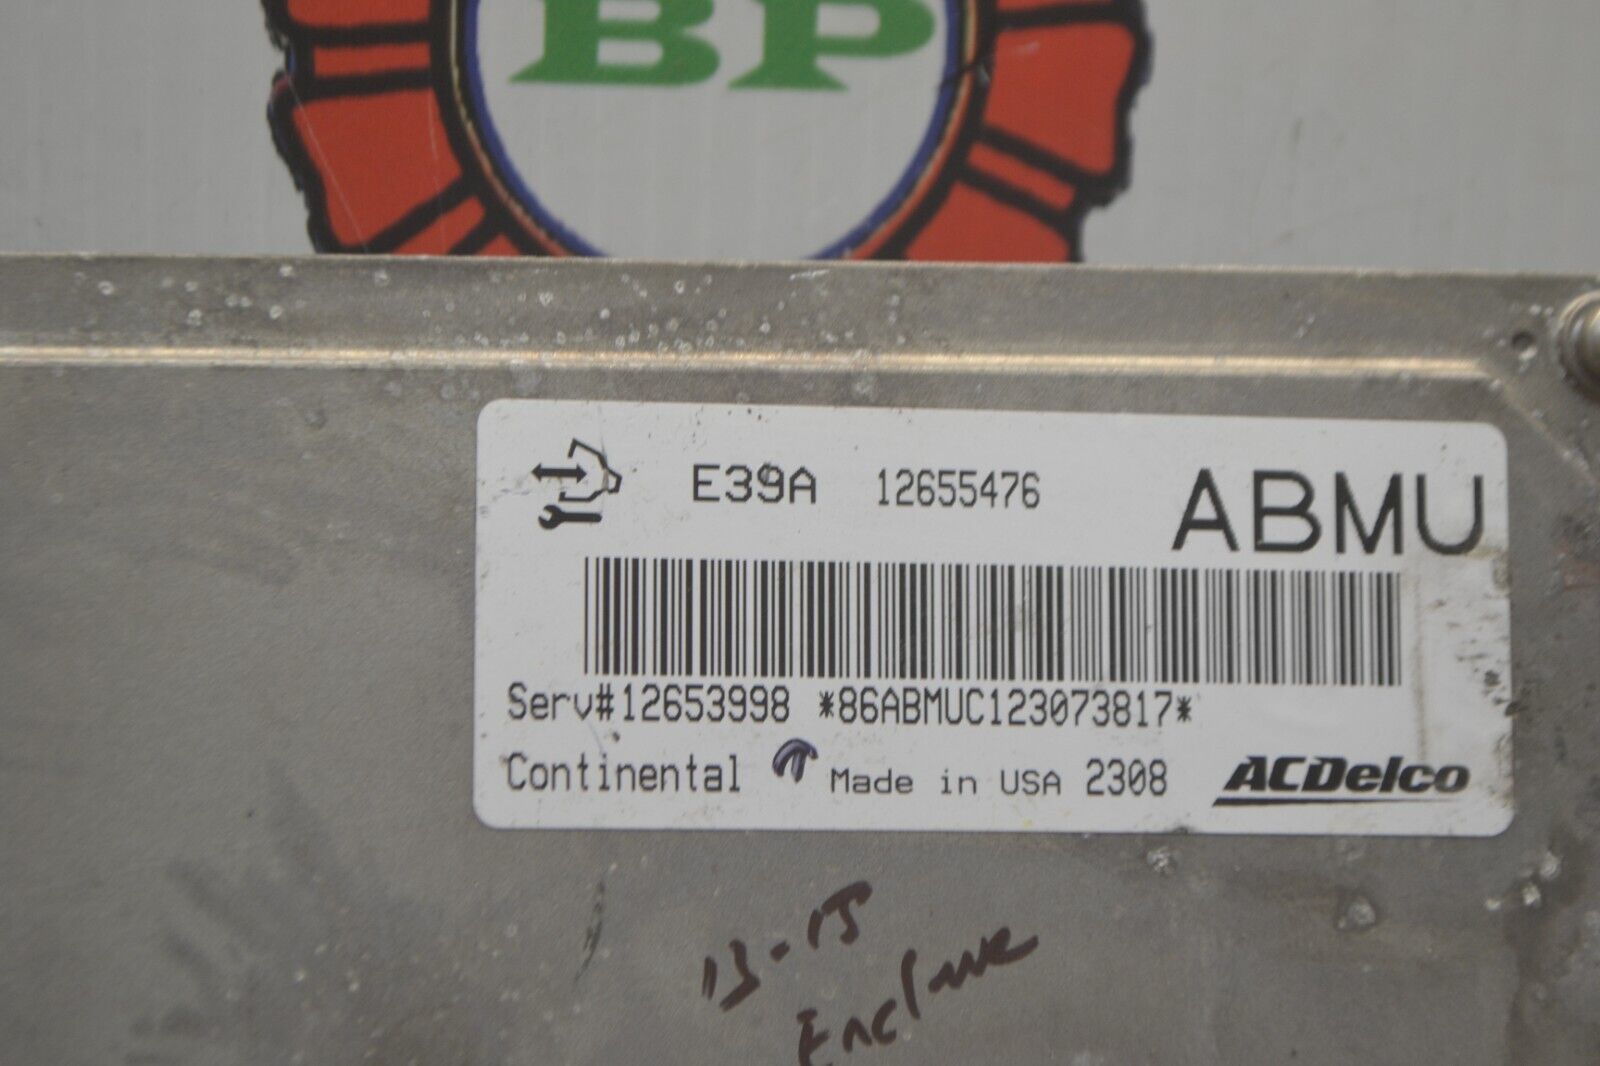 BP
E39A 12655476 ABMU
Serv#12653998 *86ABMUC123073817*
Continental Made in USA 2308 ACDelco
13-15
Enclave